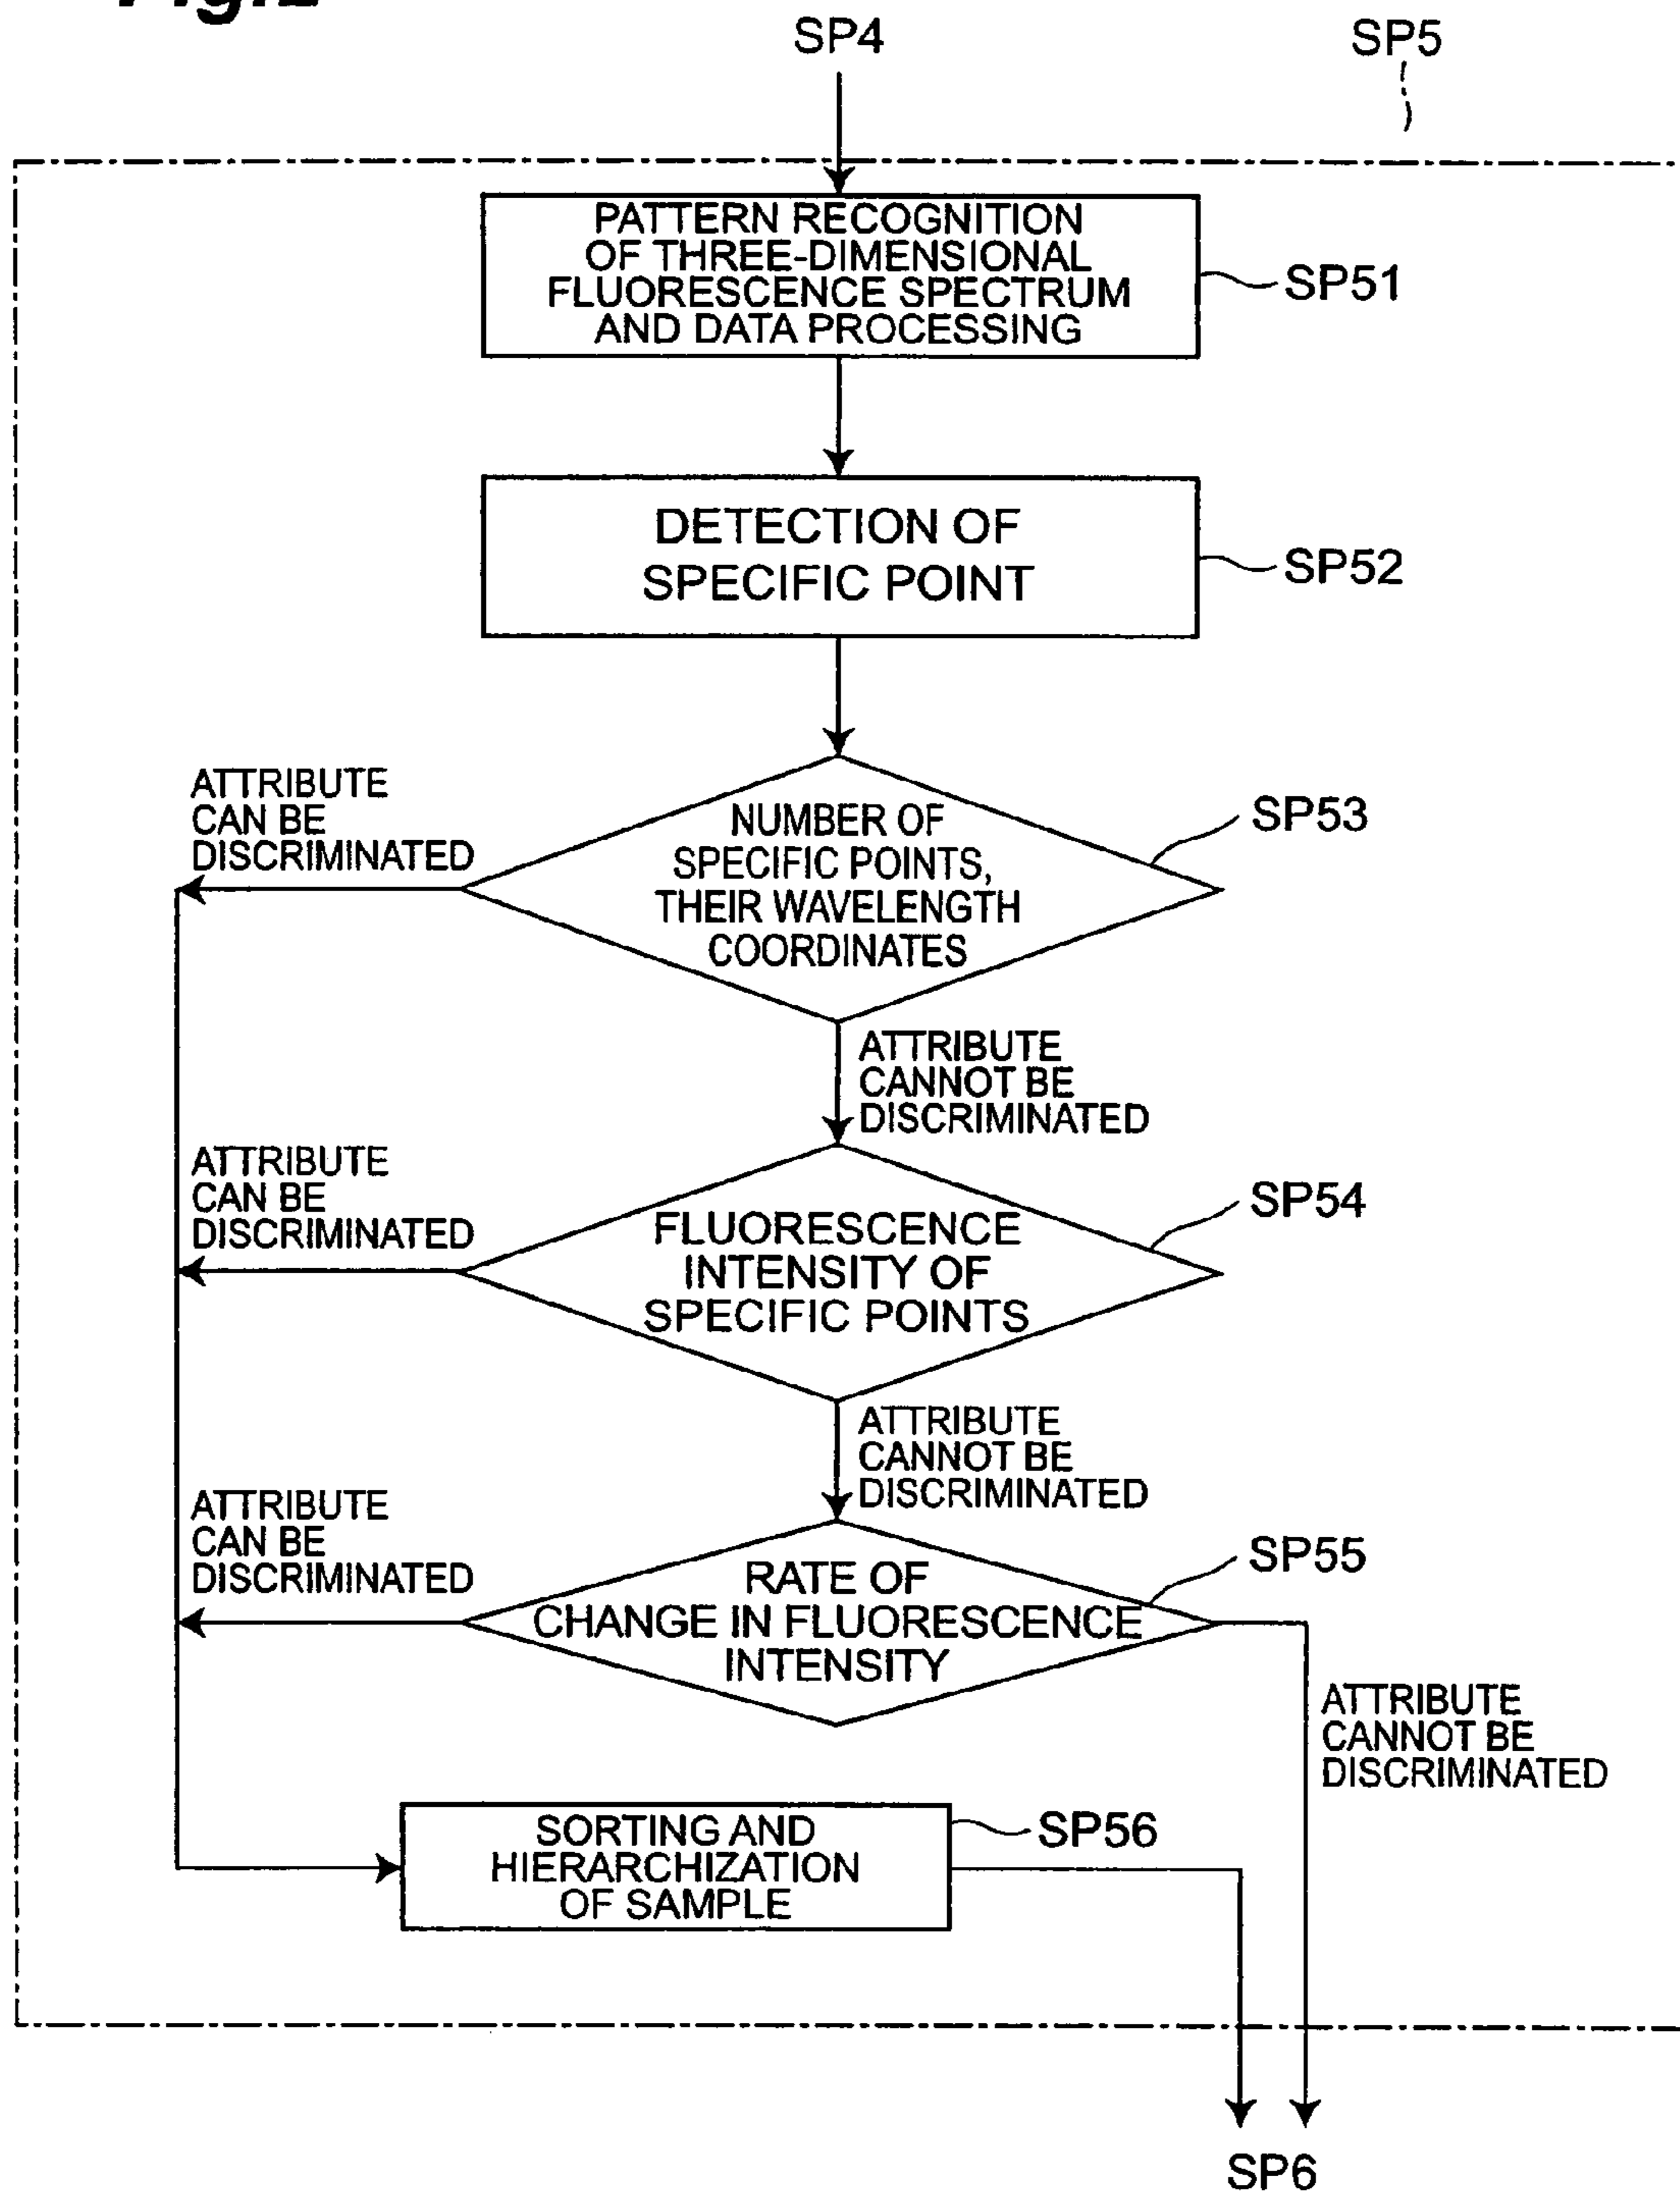 SP4
SP5
PATTERN RECOGNITION
OF THREE-DIMENSIONAL
FLUORESCENCE SPECTRUM
AND DATA PROCESSING
SP51
DETECTION OF
SPECIFIC POINT
SP52
ATTRIBUTE
CAN BE
DISCRIMINATED
NUMBER OF
SPECIFIC POINTS,
THEIR WAVELENGTH
COORDINATES
SP53
ATTRIBUTE
CANNOT BE
DISCRIMINATED
ATTRIBUTE
CAN BE
DISCRIMINATED
FLUORESCENCE
INTENSITY OF
SPECIFIC POINTS
SP54
ATTRIBUTE
CANNOT BE
DISCRIMINATED
ATTRIBUTE
CAN BE
DISCRIMINATED
RATE OF
CHANGE IN FLUORESCENCE
INTENSITY
SP55
ATTRIBUTE
CANNOT BE
DISCRIMINATED
SORTING AND
HIERARCHIZATION
OF SAMPLE
SP56
SP6